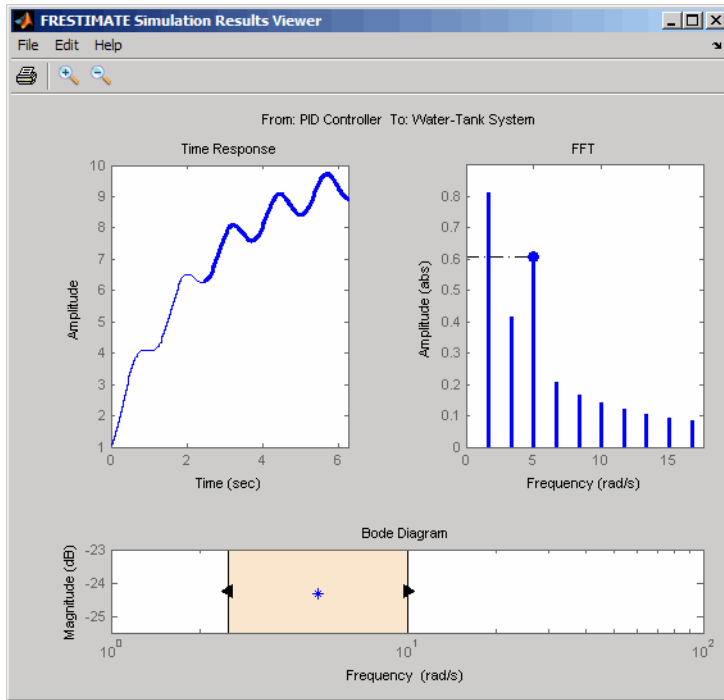 FRESTIMATE Simulation Results Viewer
File Edit Help
From: PID Controller To: Water-Tank System
Time Response
Amplitude
10
9
8
7
6
5
4
3
2
1
0 2 4 6
Time (sec)
FFT
Amplitude (abs)
0.8
0.7
0.6
0.5
0.4
0.3
0.2
0.1
0
0 5 10 15
Frequency (rad/s)
Bode Diagram
Magnitude (dB)
-23
-24
-25
10^0 10^1 10^2
Frequency (rad/s)